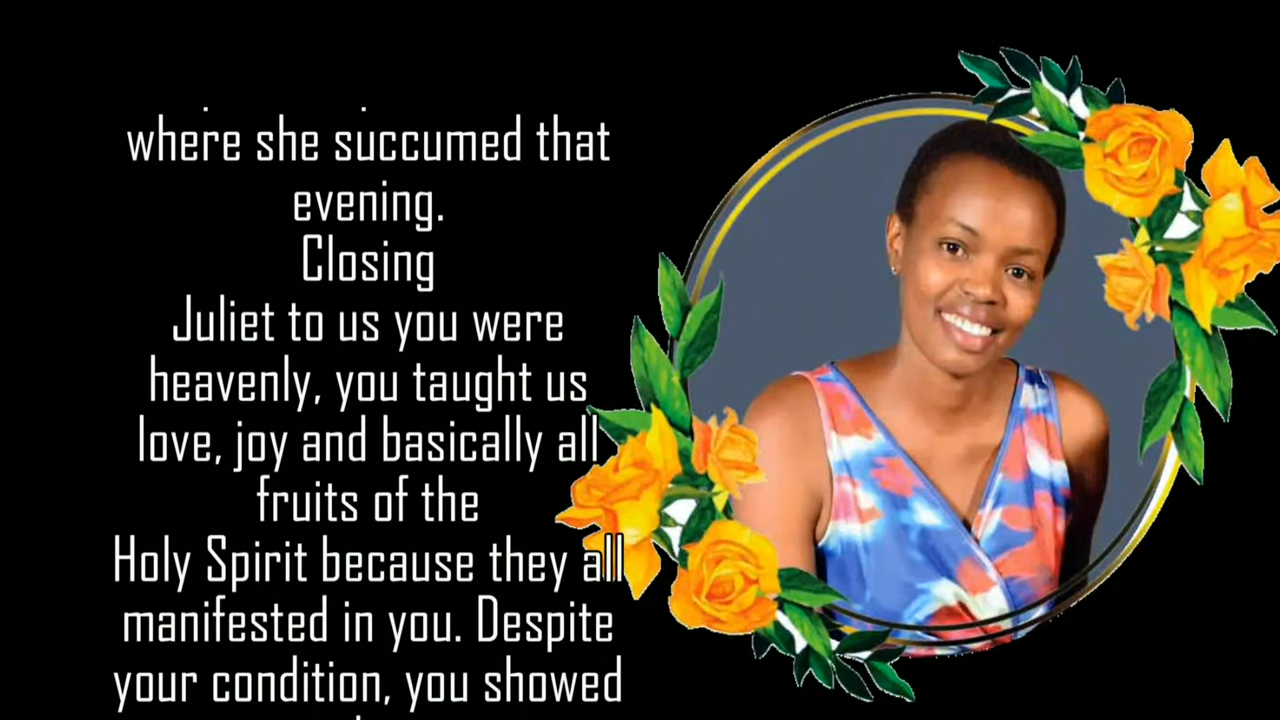 where she succumed that
evening.
Closing
Juliet to us you were
heavenly, you taught us
love, joy and basically all
fruits of the
Holy Spirit because they all
manifested in you. Despite
your condition, you showed